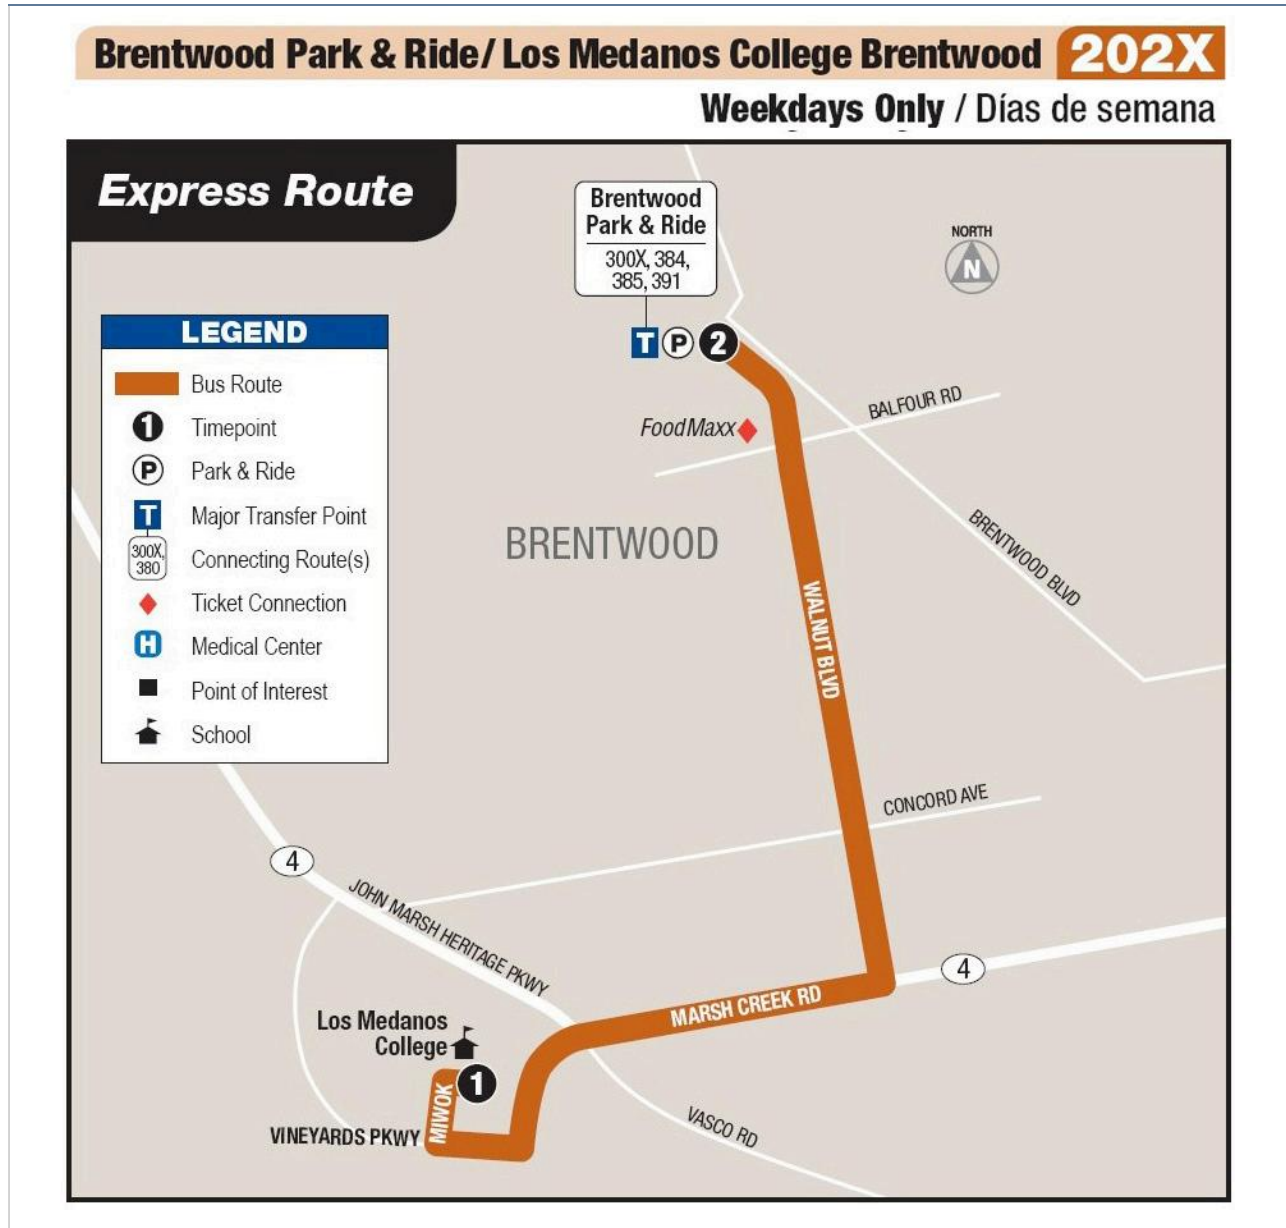 Brentwood Park & Ride/ Los Medanos College Brentwood 202X
Weekdays Only / Días de semana
Express Route
Brentwood
Park & Ride
300X, 384,
385, 391
NORTH
N
T P 2
LEGEND
Bus Route
1 Timepoint
P Park & Ride
T Major Transfer Point
300X,
380
Connecting Route(s)
Ticket Connection
H Medical Center
Point of Interest
School
FoodMaxx
BALFOUR RD
BRENTWOOD
BRENTWOOD BLVD
WALNUT BLVD
CONCORD AVE
4
JOHN MARSH HERITAGE PKWY
4
MARSH CREEK RD
Los Medanos
College
1
MIWOK
VINEYARDS PKWY
VASCO RD